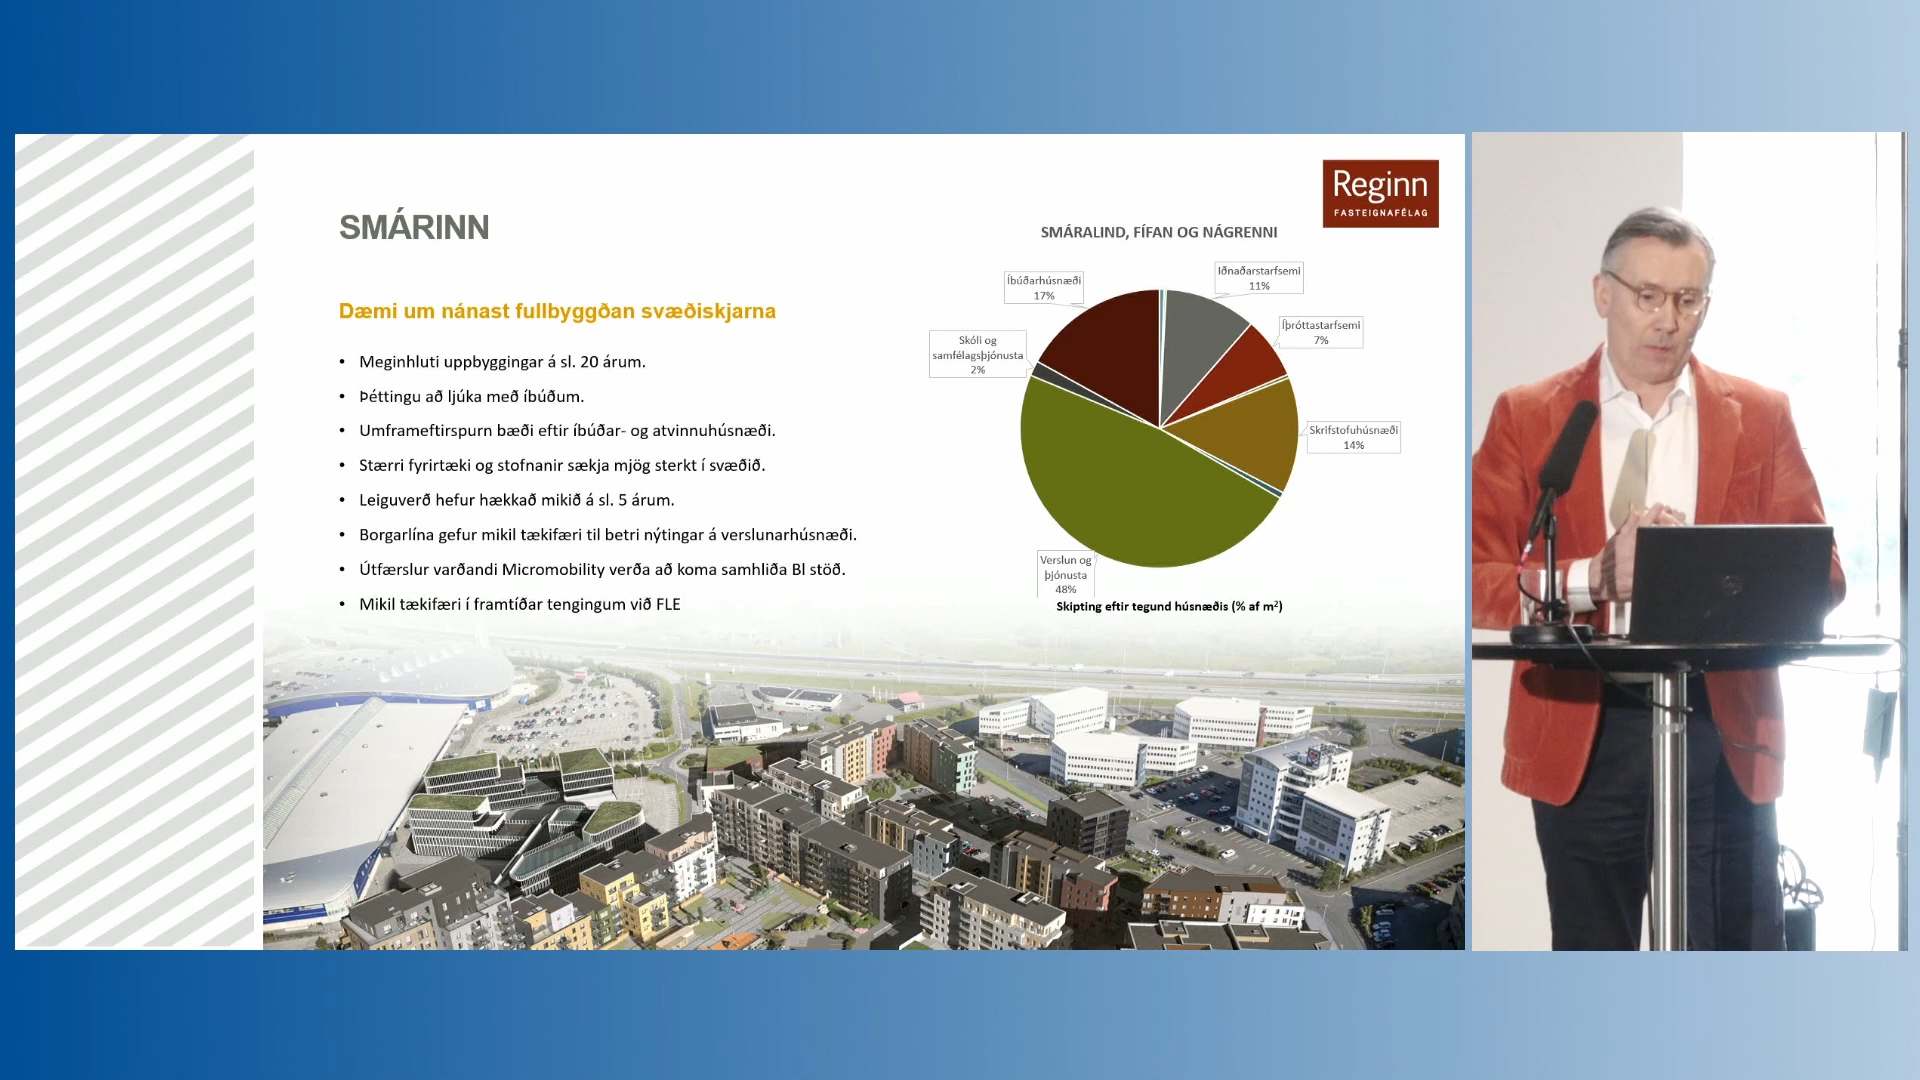 Reginn
FASTEIGNAFÉLAG
SMÁRINN
Dæmi um nánast fullbyggðan svæðiskjarna
• Meginhluti uppbyggingar á sl. 20 árum.
• Þéttingu að ljúka með íbúðum.
• Umframeftirspurn bæði eftir íbúðar- og atvinnuhúsnæði.
• Stærri fyrirtæki og stofnanir sækja mjög sterkt í svæðið.
• Leiguverð hefur hækkað mikið á sl. 5 árum.
• Borgarlína gefur mikil tækifæri til betri nýtingar á verslunarhúsnæði.
• Útfærslur varðandi Micromobility verða að koma samhliða Bl stöð.
• Mikil tækifæri í framtíðar tengingum við FLE
SMÁRALIND, FÍFAN OG NÁGRENNI
Íbúðarhúsnæði
17%
Iðnaðarstarfsemi
11%
Íþróttastarfsemi
7%
Skóli og
samfélagsþjónusta
2%
Skrifstofuhúsnæði
14%
Verslun og
þjónusta
48%
Skipting eftir tegund húsnæðis (% af m²)